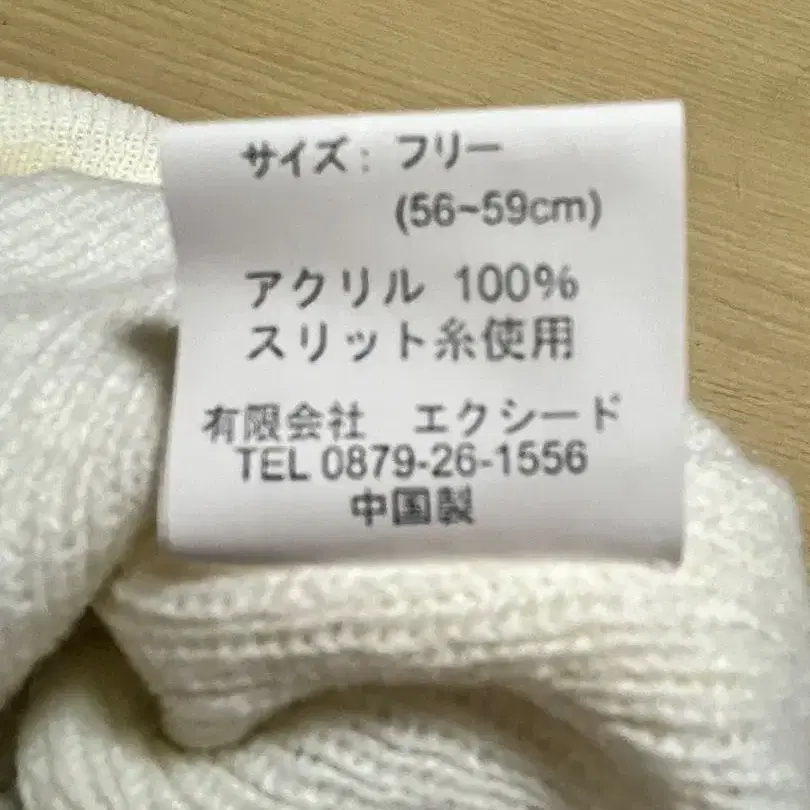 サイズ: フリー
(56~59cm)
アクリル 100%
スリット糸使用
有限会社 エクシード
TEL 0879-26-1556
中国製